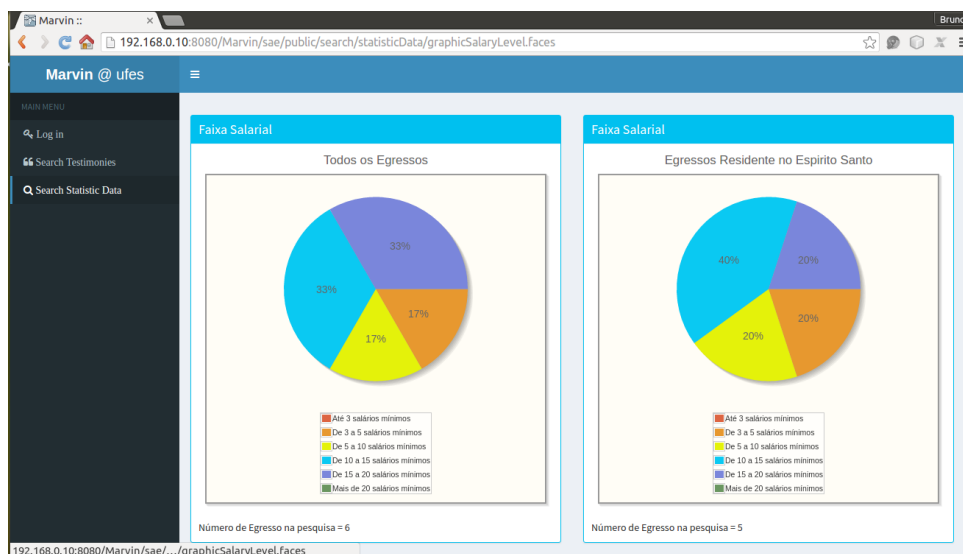 Marvin ::
Bruno
192.168.0.10:8080/Marvin/sae/public/search/statisticData/graphicSalaryLevel.faces
Marvin @ ufes
MAIN MENU
Log in
Search Testimonies
Search Statistic Data
Faixa Salarial
Todos os Egressos
33%
33%
17%
17%
Até 3 salários mínimos
De 3 a 5 salários mínimos
De 5 a 10 salários mínimos
De 10 a 15 salários mínimos
De 15 a 20 salários mínimos
Mais de 20 salários mínimos
Número de Egresso na pesquisa = 6
Faixa Salarial
Egressos Residente no Espirito Santo
40%
20%
20%
20%
Até 3 salários mínimos
De 3 a 5 salários mínimos
De 5 a 10 salários mínimos
De 10 a 15 salários mínimos
De 15 a 20 salários mínimos
Mais de 20 salários mínimos
Número de Egresso na pesquisa = 5
192.168.0.10:8080/Marvin/sae/.../graphicSalaryLevel.faces